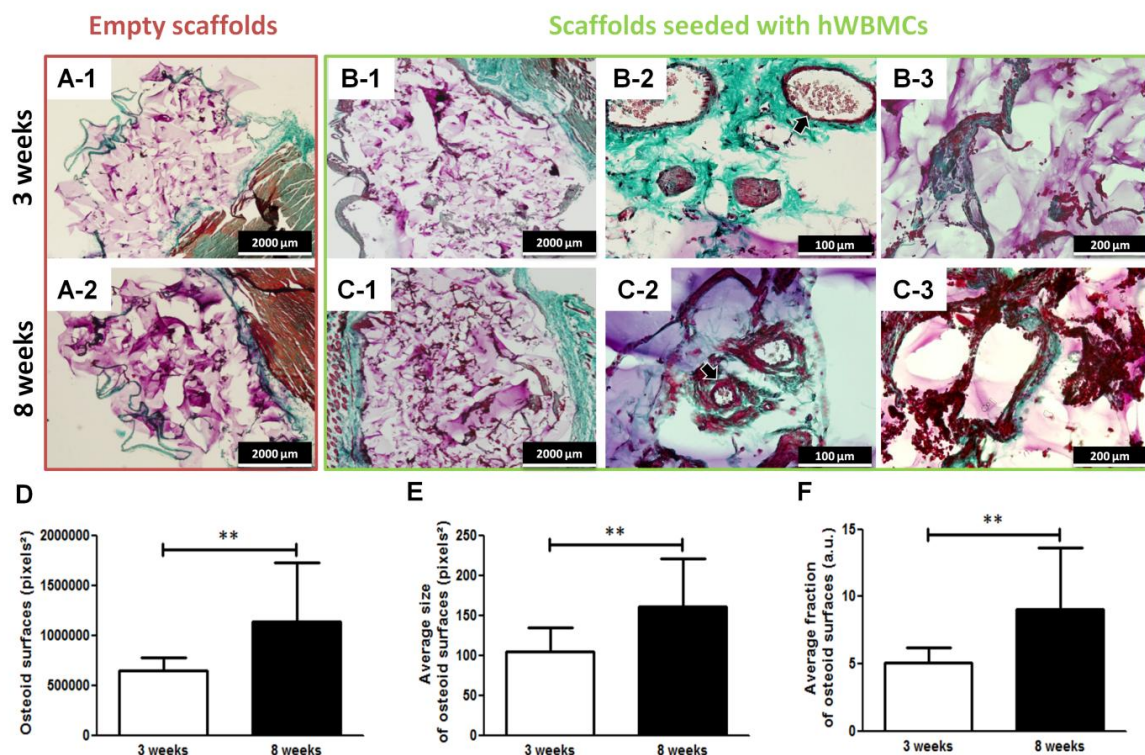 Empty scaffolds
Scaffolds seeded with hWBMCs
3 weeks
A-1
2000 µm
B-1
2000 µm
B-2
100 µm
B-3
200 µm
8 weeks
A-2
2000 µm
C-1
2000 µm
C-2
100 µm
C-3
200 µm
D
Osteoid surfaces (pixels²)
2000000
1500000
1000000
500000
0
**
3 weeks
8 weeks
E
Average size
of osteoid surfaces (pixels²)
250
200
150
100
50
0
**
3 weeks
8 weeks
F
Average fraction
of osteoid surfaces (a.u.)
15
10
5
0
**
3 weeks
8 weeks